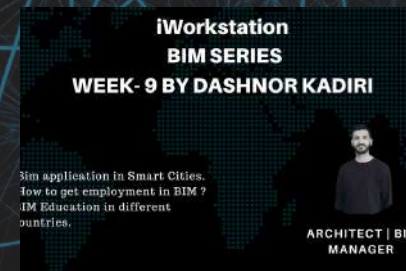 iWorkstation
BIM SERIES
WEEK- 9 BY DASHNOR KADIRI
Bim application in Smart Cities.
How to get employment in BIM ?
BIM Education in different
countries.
ARCHITECT |
MANAGER